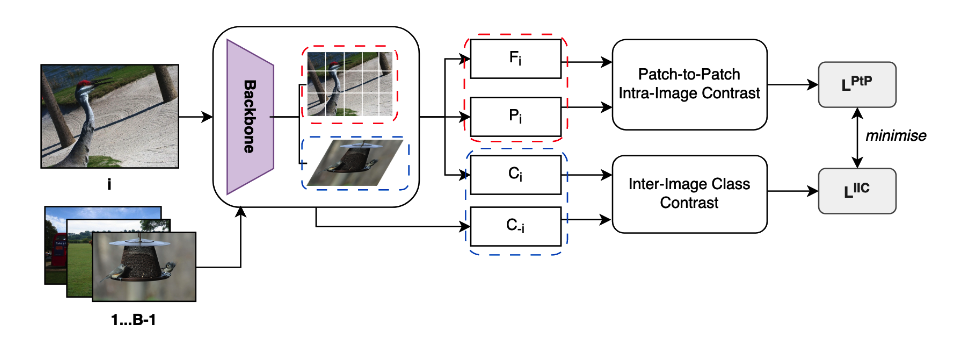 Backbone
i
1...B-1
F_i
P_i
C_i
C_-i
Patch-to-Patch
Intra-Image Contrast
Inter-Image Class
Contrast
L^PtP
minimise
L^IIC